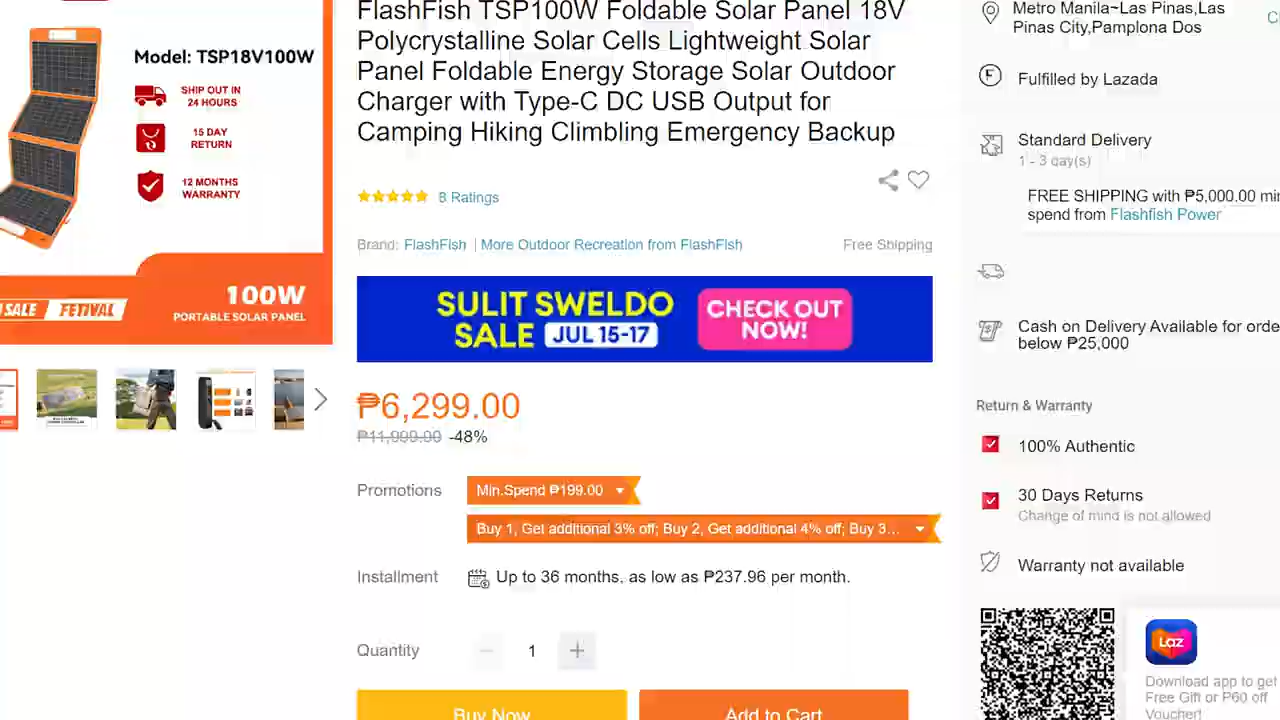 Model: TSP18V100W
SHIP OUT IN
24 HOURS
15 DAY
RETURN
12 MONTHS
WARRANTY
SALE FETIVAL
100W
PORTABLE SOLAR PANEL
FlashFish TSP100W Foldable Solar Panel 18V
Polycrystalline Solar Cells Lightweight Solar
Panel Foldable Energy Storage Solar Outdoor
Charger with Type-C DC USB Output for
Camping Hiking Climbling Emergency Backup
8 Ratings
Brand: FlashFish | More Outdoor Recreation from FlashFish
Free Shipping
SULIT SWELDO
SALE JUL 15-17
CHECK OUT
NOW!
₱6,299.00
₱11,999.00 -48%
Promotions
Min.Spend ₱199.00
Buy 1, Get additional 3% off; Buy 2, Get additional 4% off; Buy 3...
Installment
Up to 36 months, as low as ₱237.96 per month.
Quantity
1
Buy Now
Add to Cart
Metro Manila~Las Pinas,Las
Pinas City,Pamplona Dos
Fulfilled by Lazada
Standard Delivery
1 - 3 day(s)
FREE SHIPPING with ₱5,000.00 min
spend from Flashfish Power
Cash on Delivery Available for orde
below ₱25,000
Return & Warranty
100% Authentic
30 Days Returns
Change of mind is not allowed
Warranty not available
Laz
Download app to get
Free Gift or ₱60 off
Voucher!